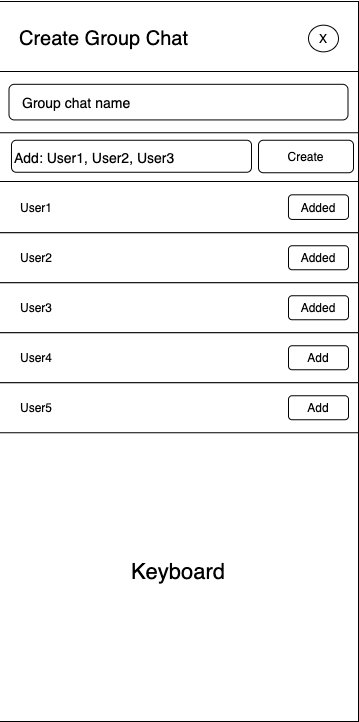 Create Group Chat X
Group chat name
Add: User1, User2, User3 Create
User1 Added
User2 Added
User3 Added
User4 Add
User5 Add
Keyboard